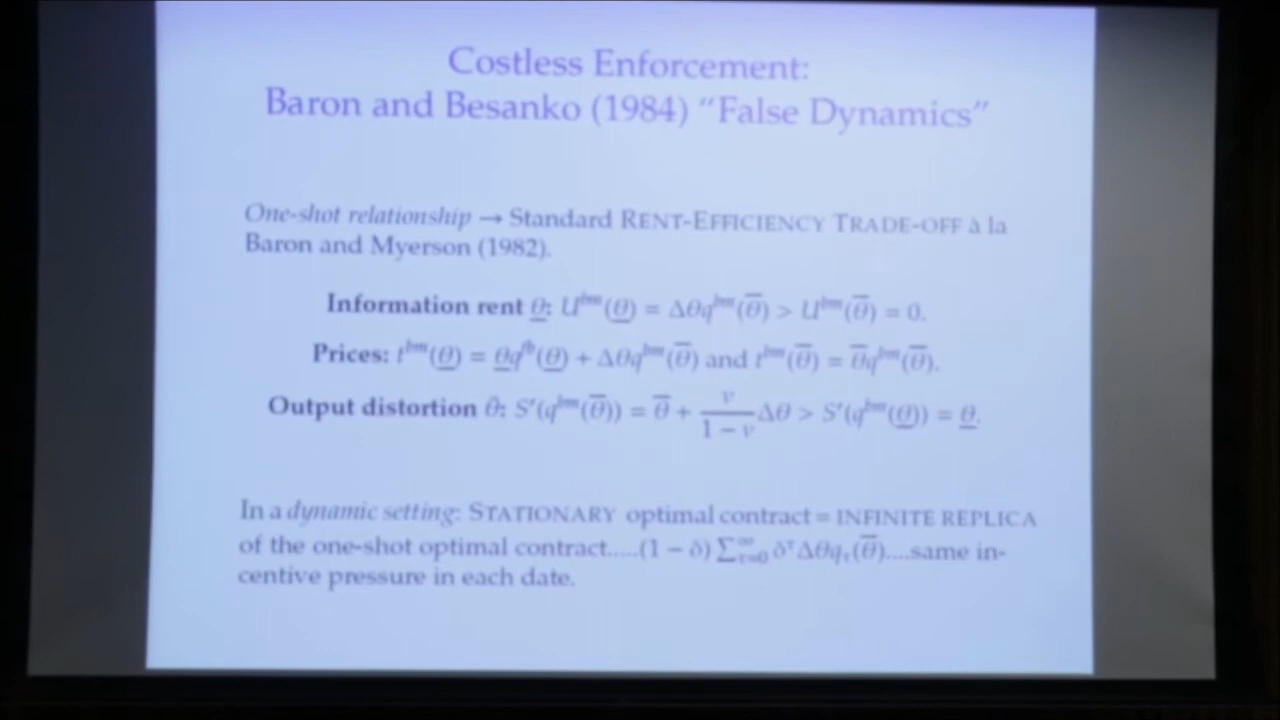 Costless Enforcement:
Baron and Besanko (1984) “False Dynamics”
One-shot relationship → Standard RENT-EFFICIENCY TRADE-OFF à la
Baron and Myerson (1982).
Information rent θ̲: U^bm(θ̲) = Δθq^bm(θ̅) > U^bm(θ̅) = 0.
Prices: t^bm(θ̲) = θ̲q^fb(θ̲) + Δθq^bm(θ̅) and t^bm(θ̅) = θ̅q^bm(θ̅).
Output distortion θ̅: S′(q^bm(θ̅)) = θ̅ + ν/(1 − ν) Δθ > S′(q^bm(θ̲)) = θ̲.
In a dynamic setting: STATIONARY optimal contract = INFINITE REPLICA
of the one-shot optimal contract.....(1 − δ) ∑_{τ=0}^∞ δ^τ Δθq_τ(θ̅)....same in-
centive pressure in each date.